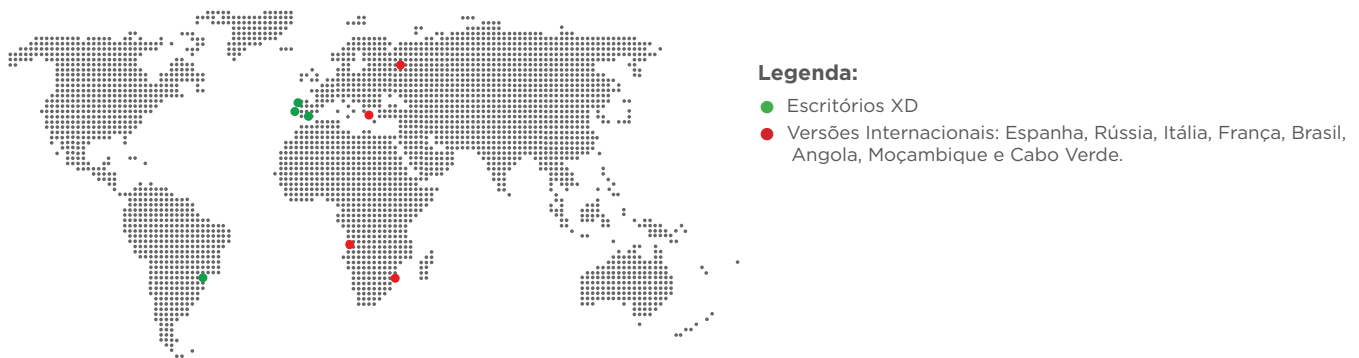 Legenda:
Escritórios XD
Versões Internacionais: Espanha, Rússia, Itália, França, Brasil,
Angola, Moçambique e Cabo Verde.